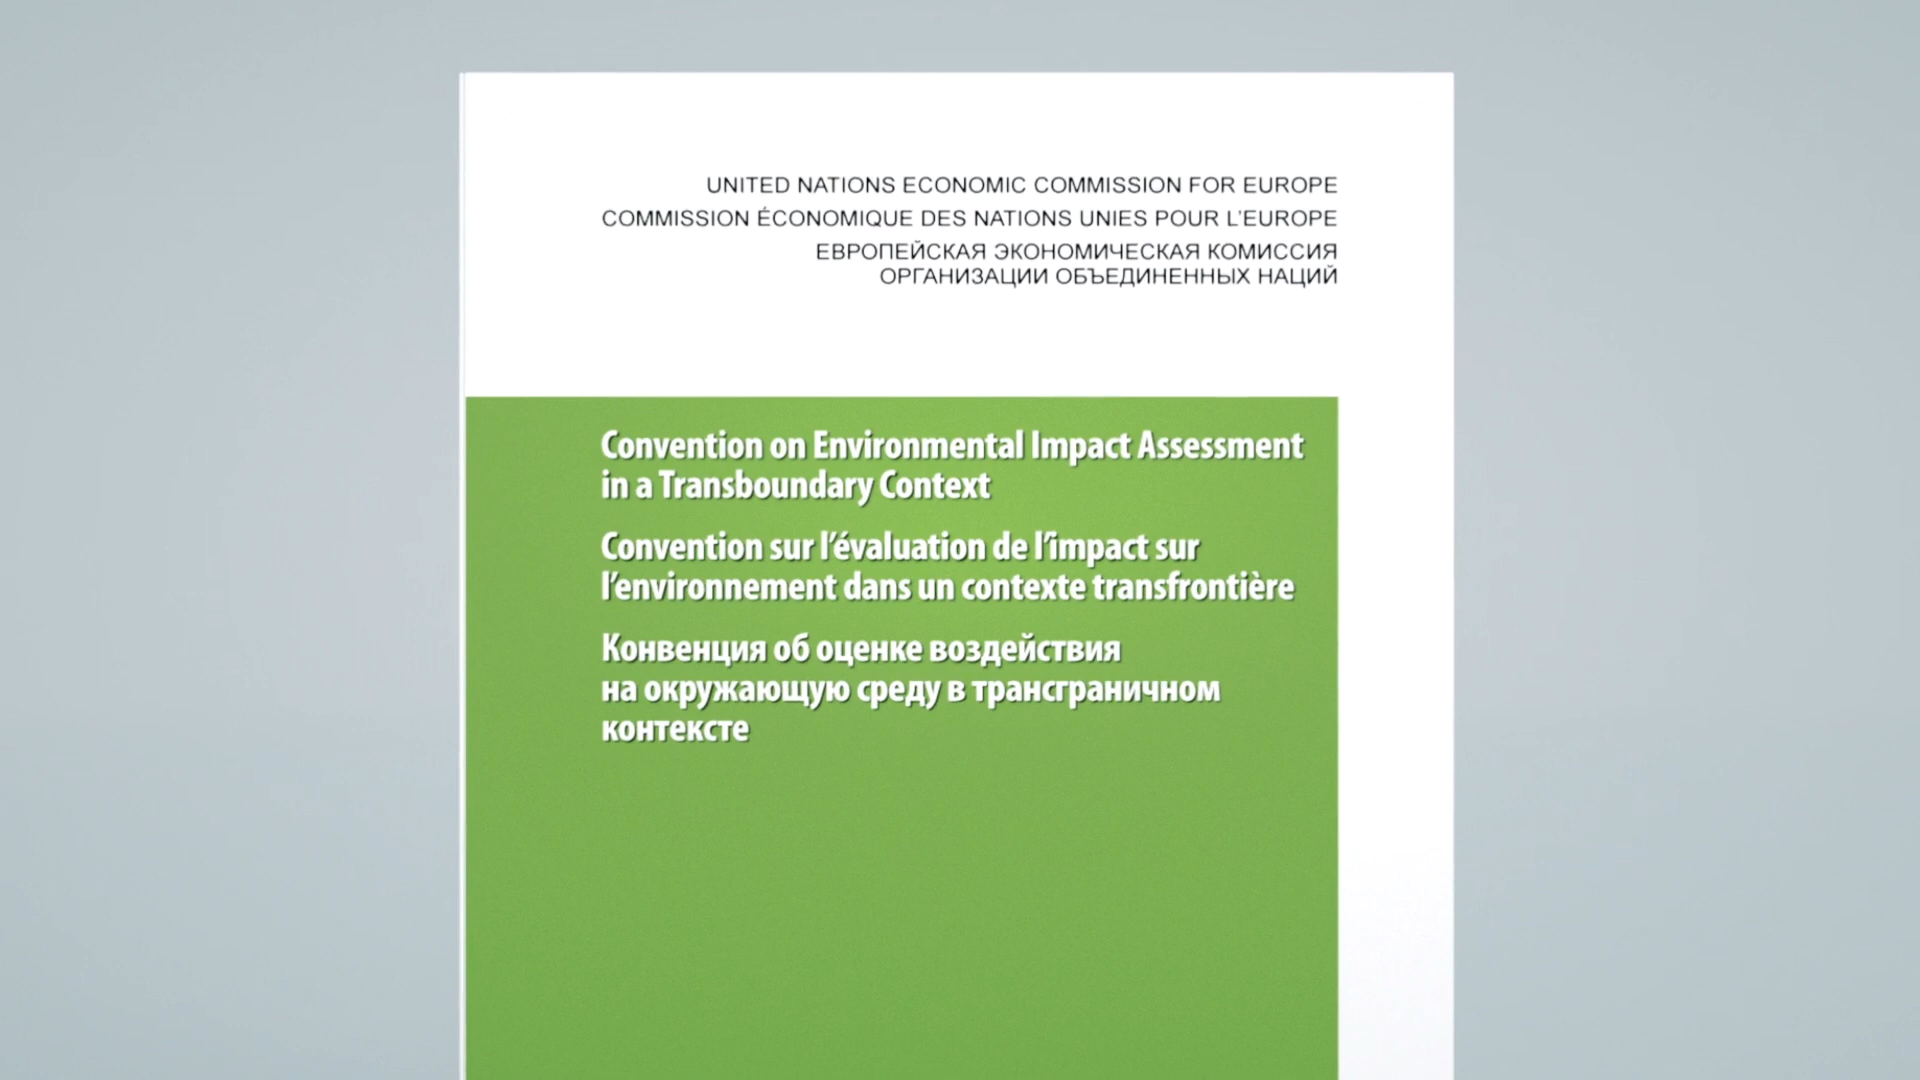 UNITED NATIONS ECONOMIC COMMISSION FOR EUROPE
COMMISSION ÉCONOMIQUE DES NATIONS UNIES POUR L'EUROPE
ЕВРОПЕЙСКАЯ ЭКОНОМИЧЕСКАЯ КОМИССИЯ
ОРГАНИЗАЦИИ ОБЪЕДИНЕННЫХ НАЦИЙ
Convention on Environmental Impact Assessment
in a Transboundary Context
Convention sur l'évaluation de l'impact sur
l'environnement dans un contexte transfrontière
Конвенция об оценке воздействия
на окружающую среду в трансграничном
контексте